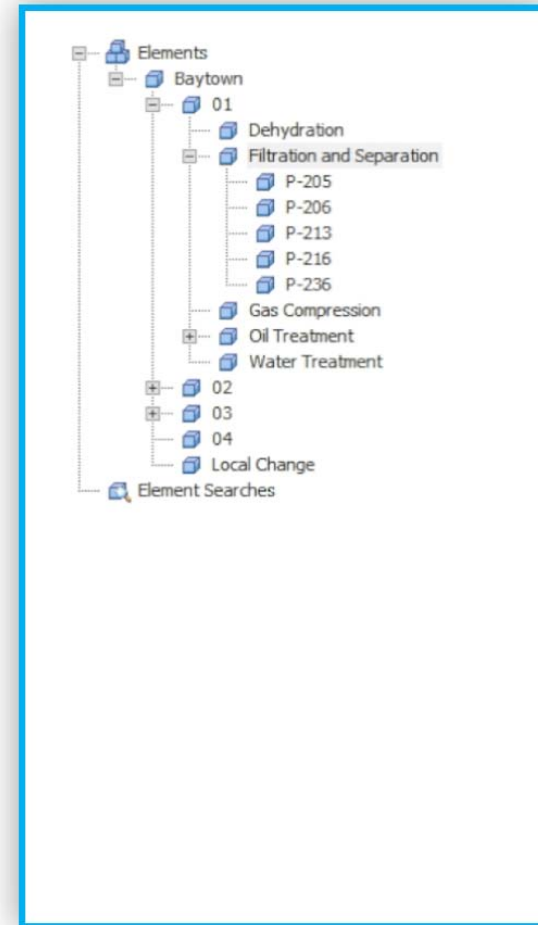 Elements
Baytown
01
Dehydration
Filtration and Separation
P-205
P-206
P-213
P-216
P-236
Gas Compression
Oil Treatment
Water Treatment
02
03
04
Local Change
Element Searches